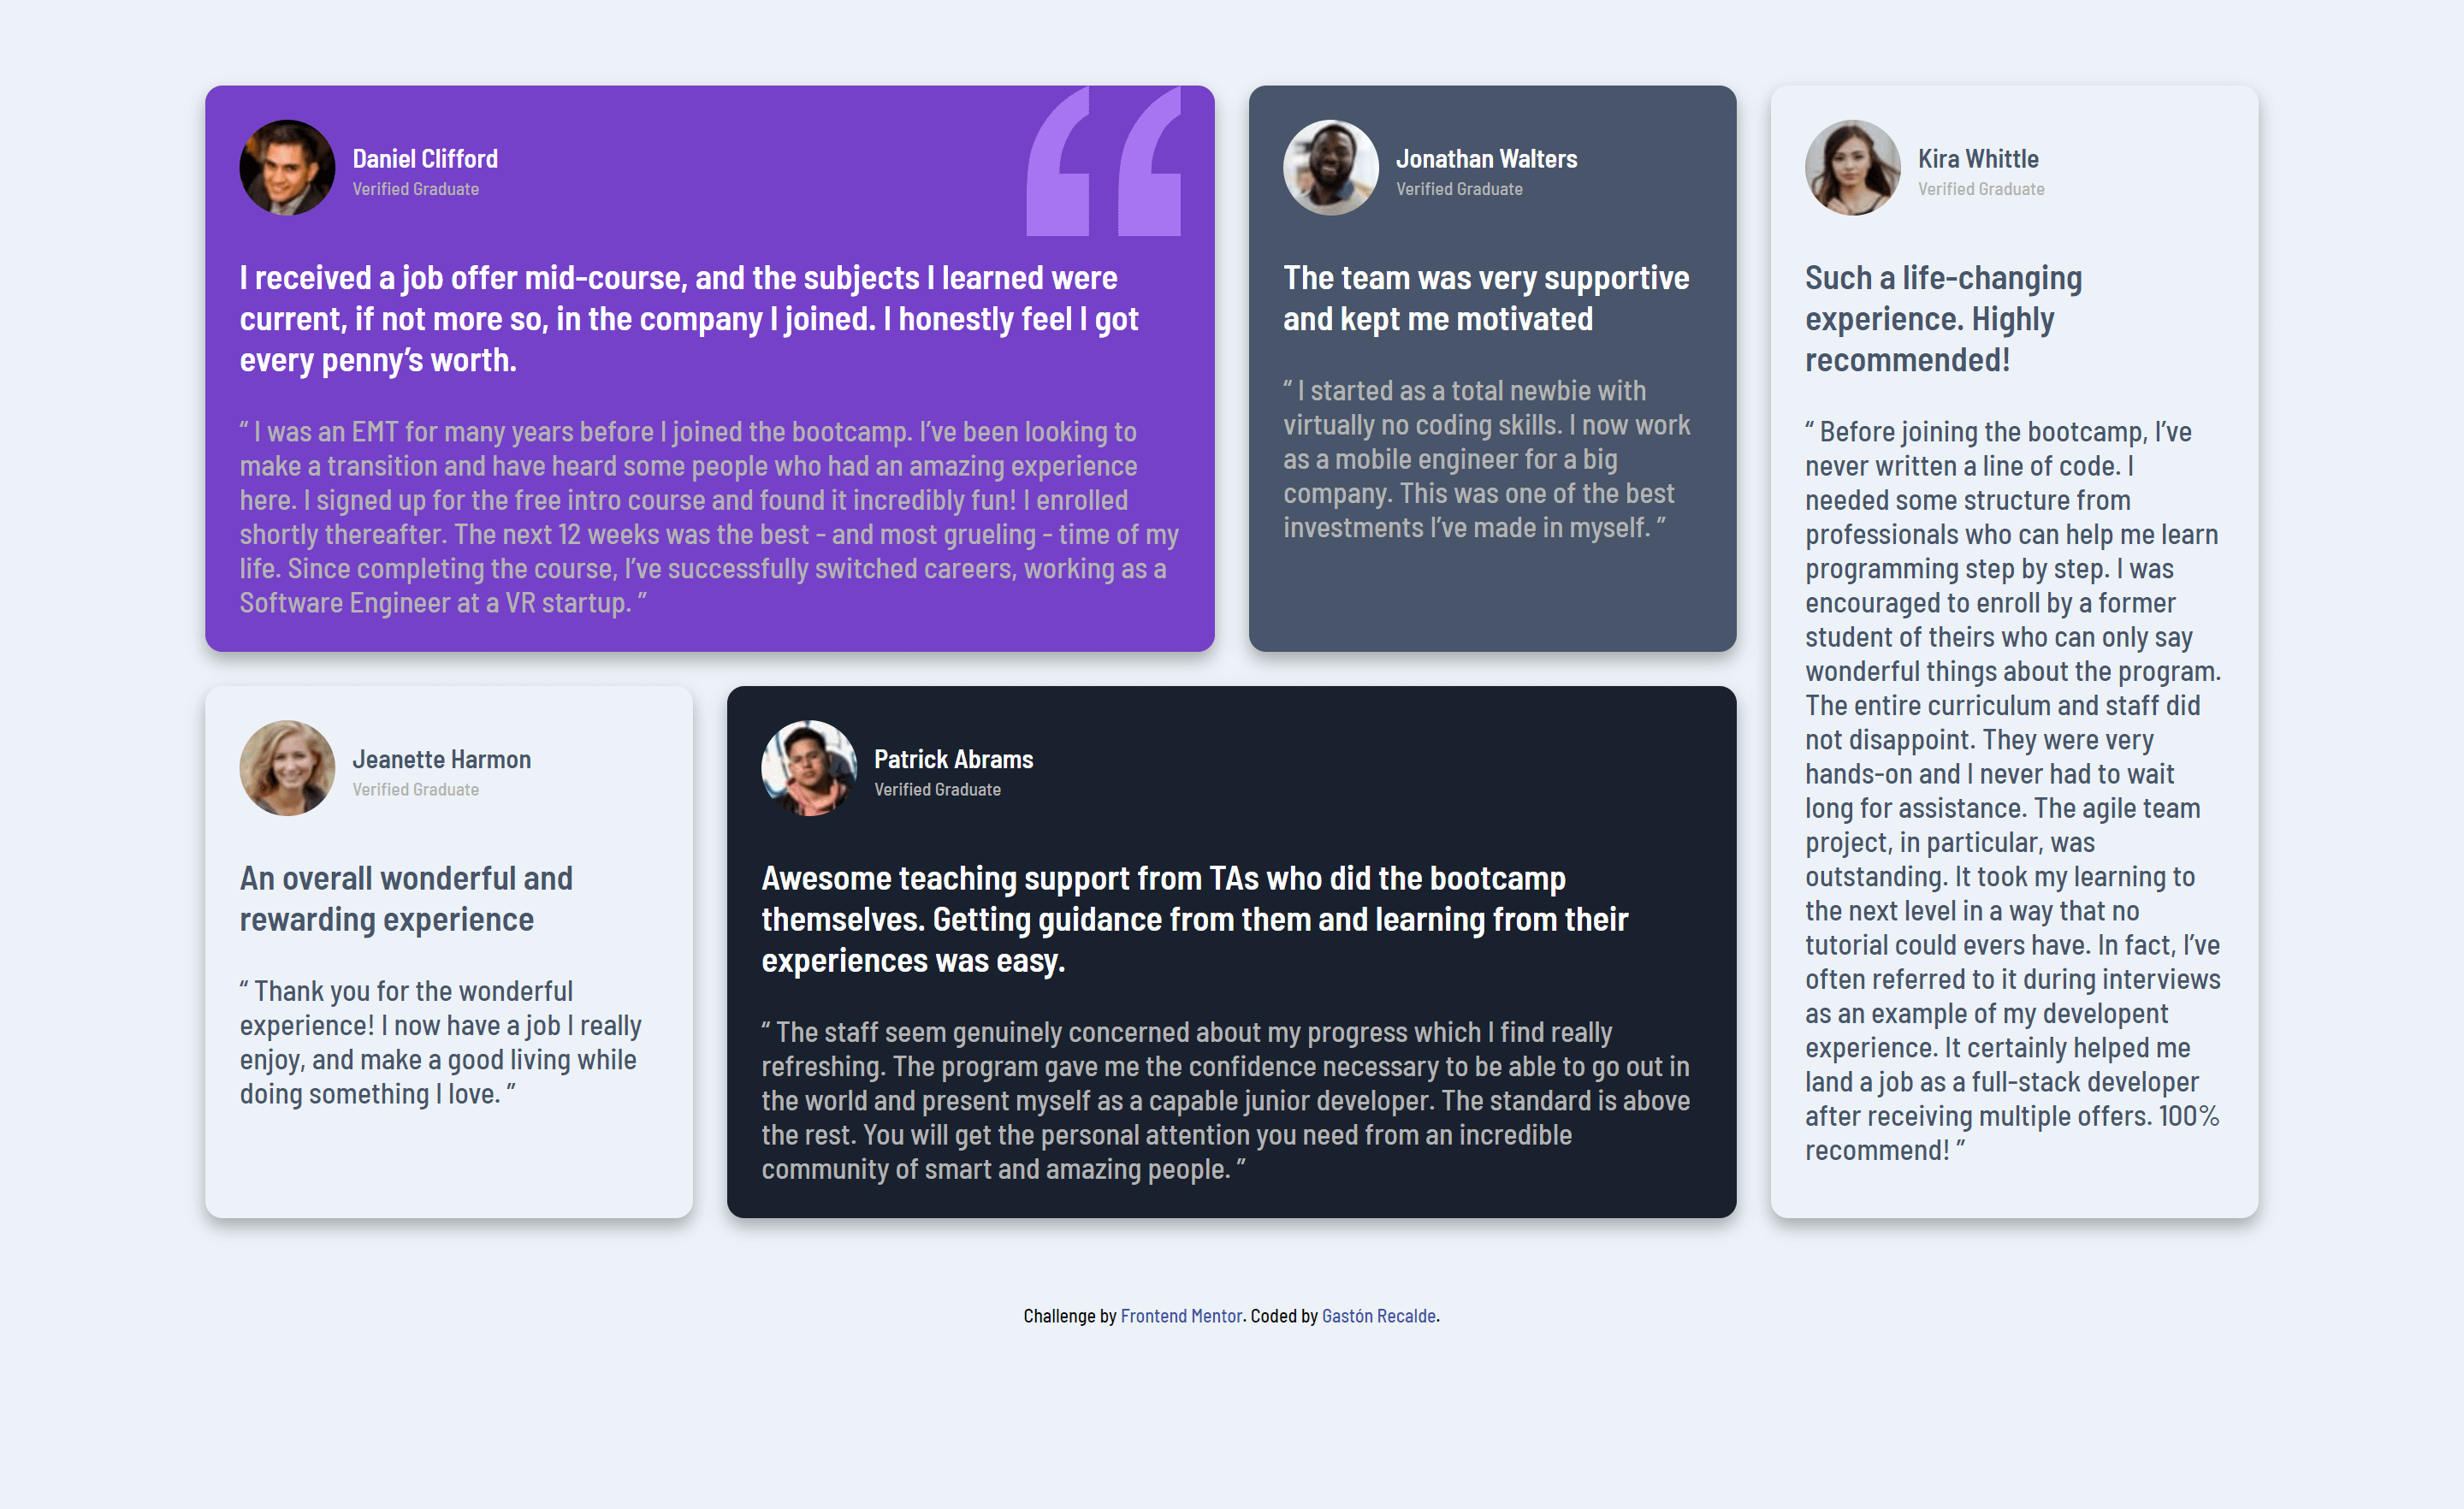 Daniel Clifford
Verified Graduate
I received a job offer mid-course, and the subjects I learned were
current, if not more so, in the company I joined. I honestly feel I got
every penny’s worth.
“ I was an EMT for many years before I joined the bootcamp. I’ve been looking to
make a transition and have heard some people who had an amazing experience
here. I signed up for the free intro course and found it incredibly fun! I enrolled
shortly thereafter. The next 12 weeks was the best - and most grueling - time of my
life. Since completing the course, I’ve successfully switched careers, working as a
Software Engineer at a VR startup. ”
Jonathan Walters
Verified Graduate
The team was very supportive
and kept me motivated
“ I started as a total newbie with
virtually no coding skills. I now work
as a mobile engineer for a big
company. This was one of the best
investments I’ve made in myself. ”
Kira Whittle
Verified Graduate
Such a life-changing
experience. Highly
recommended!
“ Before joining the bootcamp, I’ve
never written a line of code. I
needed some structure from
professionals who can help me learn
programming step by step. I was
encouraged to enroll by a former
student of theirs who can only say
wonderful things about the program.
The entire curriculum and staff did
not disappoint. They were very
hands-on and I never had to wait
long for assistance. The agile team
project, in particular, was
outstanding. It took my learning to
the next level in a way that no
tutorial could evers have. In fact, I’ve
often referred to it during interviews
as an example of my developent
experience. It certainly helped me
land a job as a full-stack developer
after receiving multiple offers. 100%
recommend! ”
Jeanette Harmon
Verified Graduate
An overall wonderful and
rewarding experience
“ Thank you for the wonderful
experience! I now have a job I really
enjoy, and make a good living while
doing something I love. ”
Patrick Abrams
Verified Graduate
Awesome teaching support from TAs who did the bootcamp
themselves. Getting guidance from them and learning from their
experiences was easy.
“ The staff seem genuinely concerned about my progress which I find really
refreshing. The program gave me the confidence necessary to be able to go out in
the world and present myself as a capable junior developer. The standard is above
the rest. You will get the personal attention you need from an incredible
community of smart and amazing people. ”
Challenge by Frontend Mentor. Coded by Gastón Recalde.